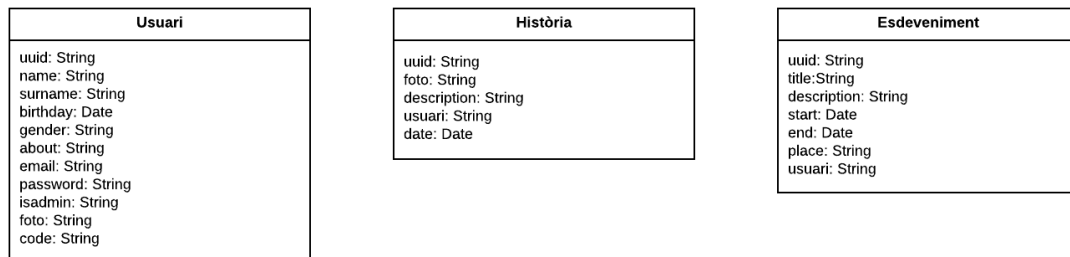 Usuari
uuid: String
name: String
surname: String
birthday: Date
gender: String
about: String
email: String
password: String
isadmin: String
foto: String
code: String
Història
uuid: String
foto: String
description: String
usuari: String
date: Date
Esdeveniment
uuid: String
title:String
description: String
start: Date
end: Date
place: String
usuari: String